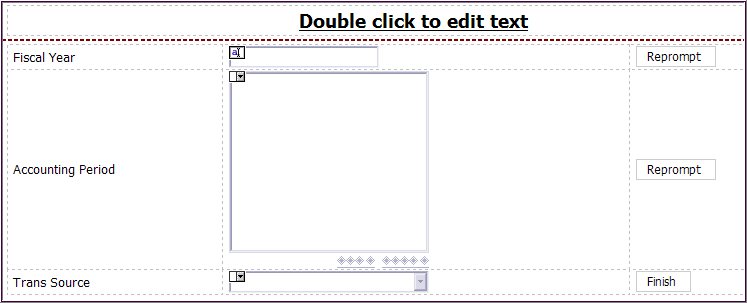 Double click to edit text
Fiscal Year
a
Reprompt
Accounting Period
Reprompt
Trans Source
Finish